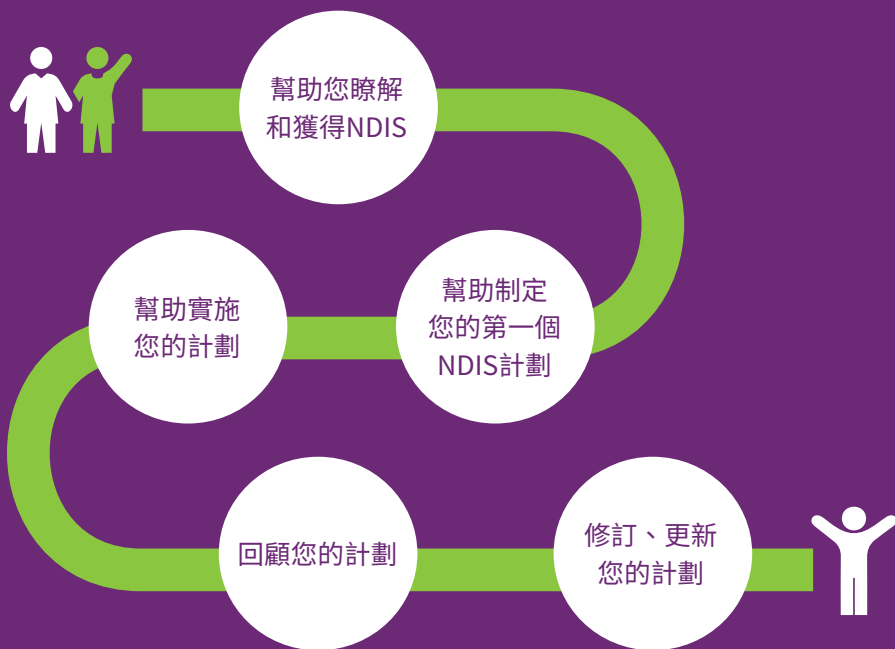 幫助您瞭解
和獲得NDIS
幫助制定
您的第一個
NDIS計劃
幫助實施
您的計劃
回顧您的計劃
修訂、更新
您的計劃